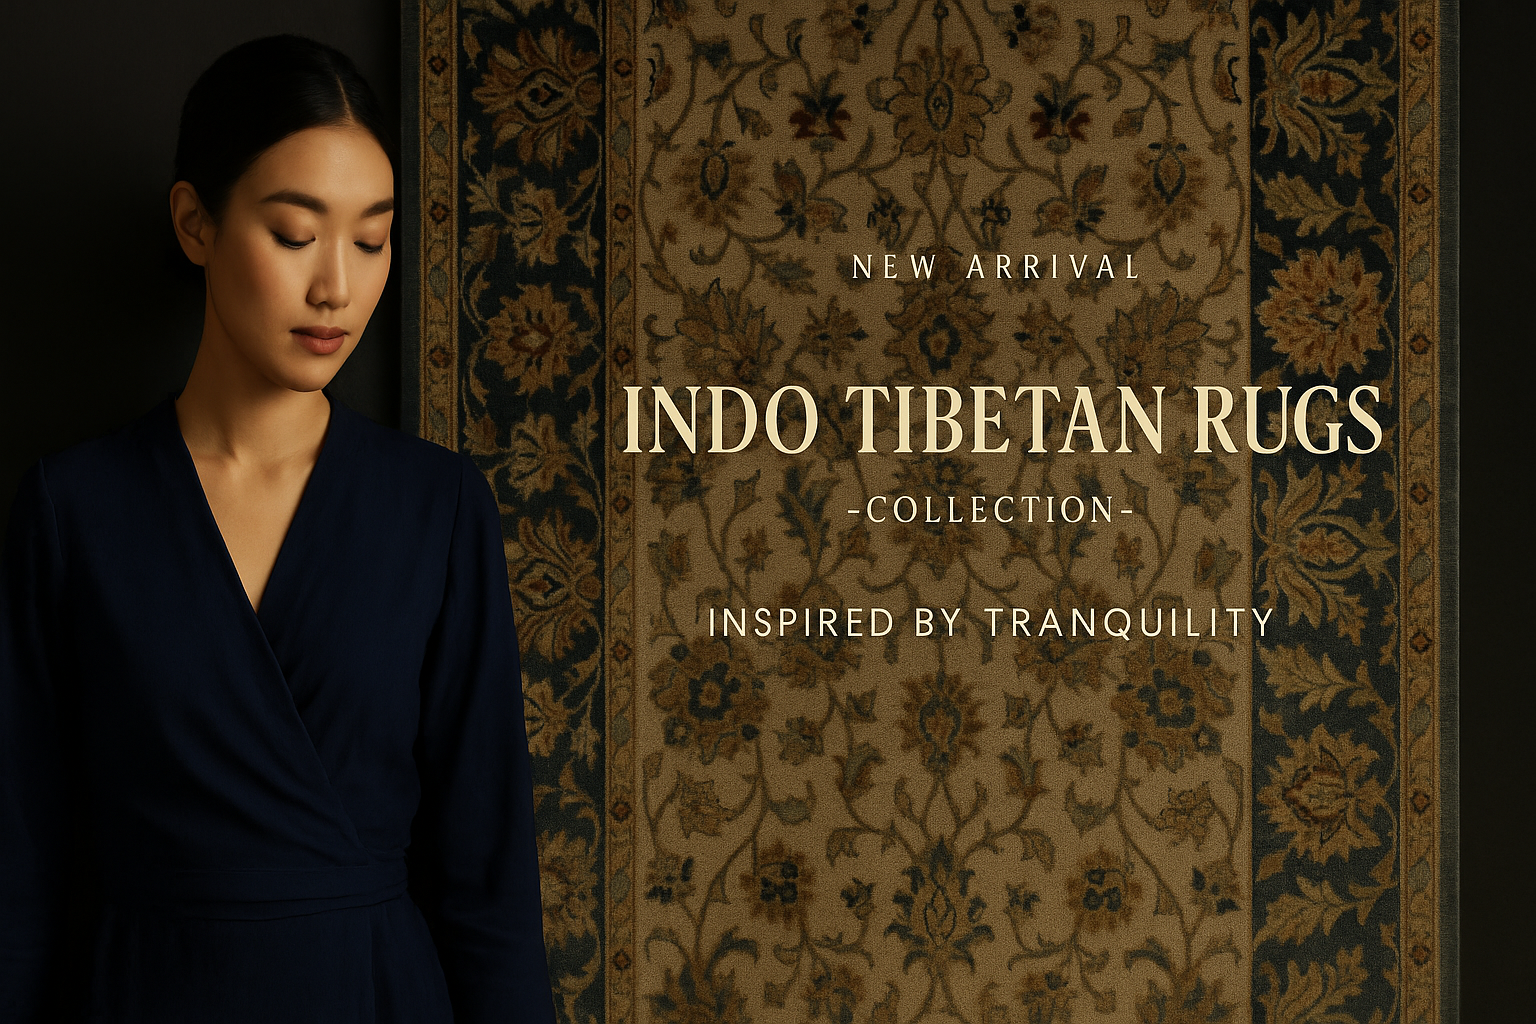 NEW ARRIVAL
INDO TIBETAN RUGS
-COLLECTION-
INSPIRED BY TRANQUILITY